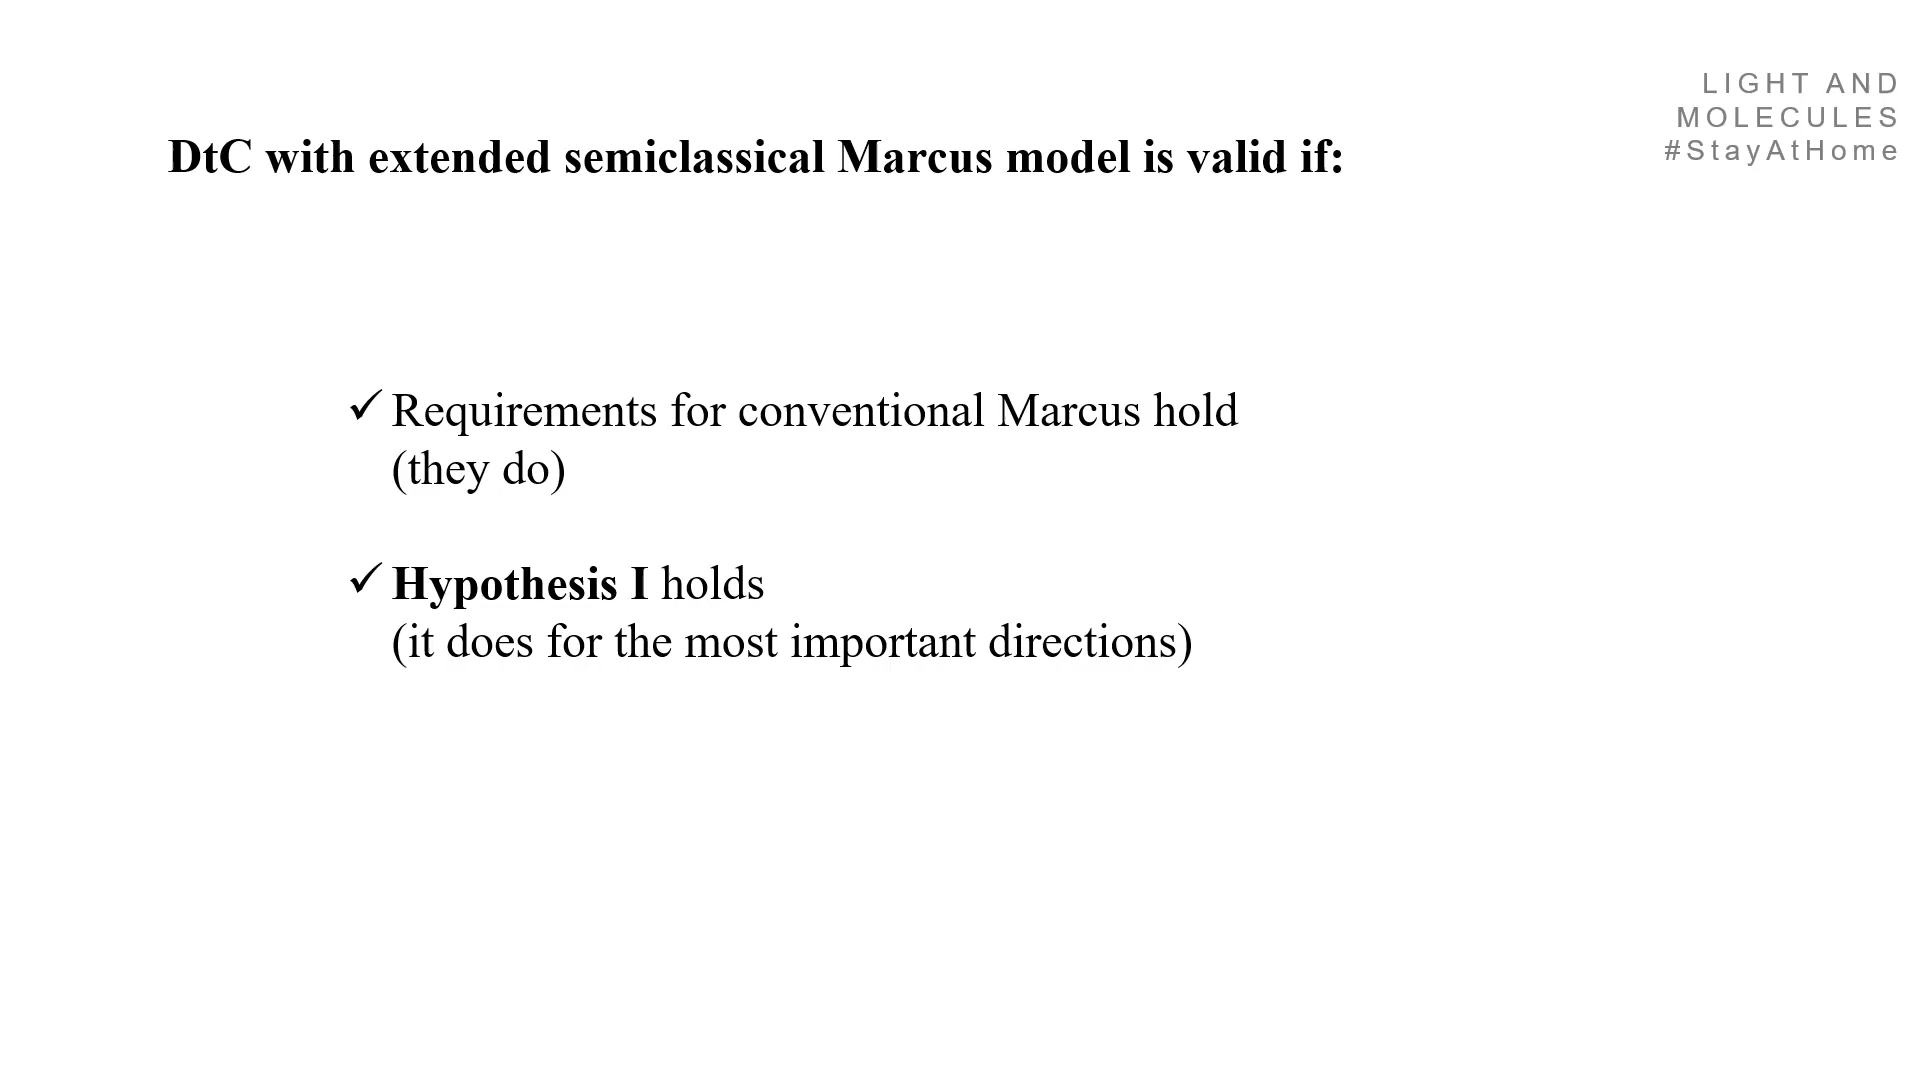 LIGHT AND
MOLECULES
#StayAtHome
DtC with extended semiclassical Marcus model is valid if:
✓ Requirements for conventional Marcus hold
(they do)
✓ Hypothesis I holds
(it does for the most important directions)